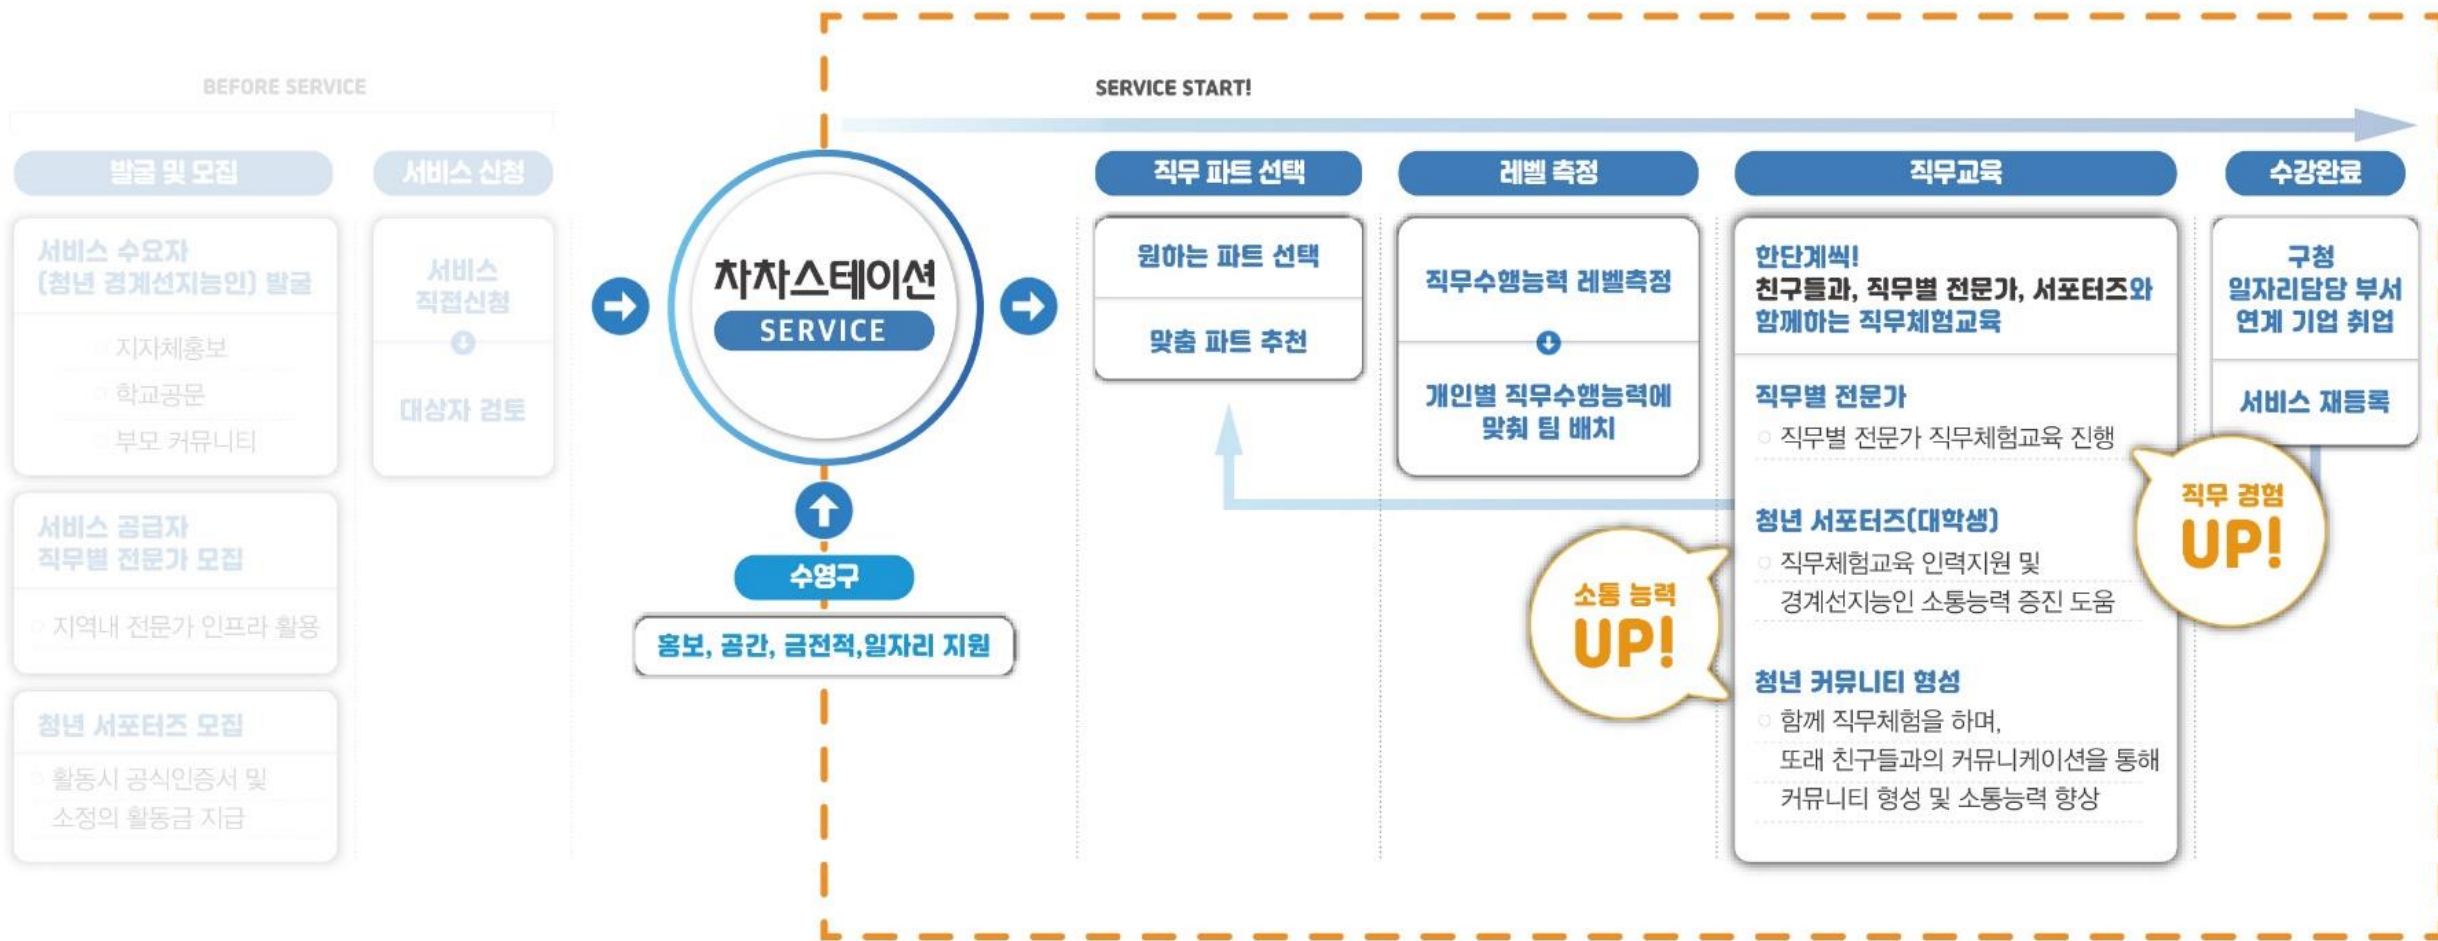 BEFORE SERVICE
발굴 및 모집
서비스 수요자
(청년 경계선지능인) 발굴
지자체홍보
학교공문
부모 커뮤니티
서비스 공급자
직무별 전문가 모집
지역내 전문가 인프라 활용
청년 서포터즈 모집
활동시 공식인증서 및
소정의 활동금 지급
서비스 신청
서비스
직접신청
대상자 검토
차차스테이션
SERVICE
수영구
홍보, 공간, 금전적,일자리 지원
SERVICE START!
직무 파트 선택
원하는 파트 선택
맞춤 파트 추천
레벨 측정
직무수행능력 레벨측정
개인별 직무수행능력에
맞춰 팀 배치
직무교육
한단계씩!
친구들과, 직무별 전문가, 서포터즈와
함께하는 직무체험교육
직무별 전문가
직무별 전문가 직무체험교육 진행
청년 서포터즈(대학생)
직무체험교육 인력지원 및
경계선지능인 소통능력 증진 도움
청년 커뮤니티 형성
함께 직무체험을 하며,
또래 친구들과의 커뮤니케이션을 통해
커뮤니티 형성 및 소통능력 향상
소통 능력
UP!
직무 경험
UP!
수강완료
구청
일자리담당 부서
연계 기업 취업
서비스 재등록